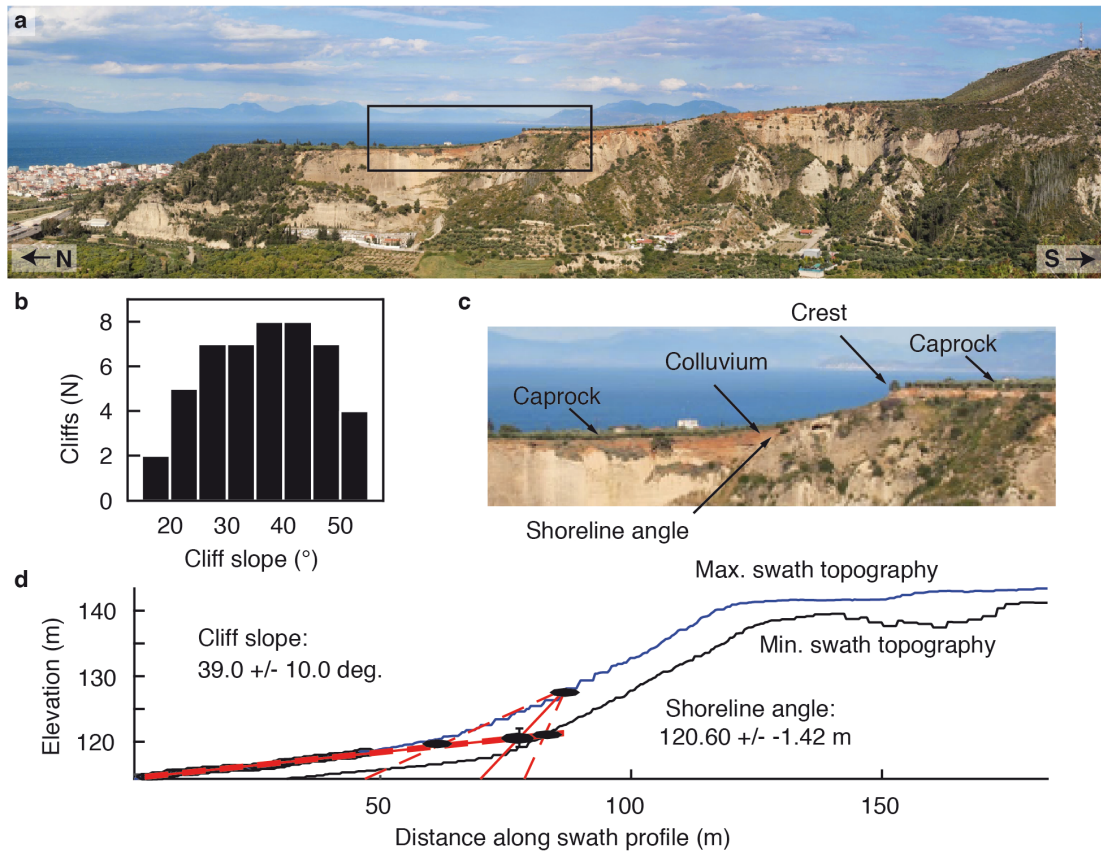 a
← N
S →
b
8
6
4
2
0
Cliffs (N)
20 30 40 50
Cliff slope (°)
c
Crest
Caprock
Colluvium
Caprock
Shoreline angle
d
Max. swath topography
140
130
120
Elevation (m)
Cliff slope:
39.0 +/- 10.0 deg.
Min. swath topography
Shoreline angle:
120.60 +/- -1.42 m
50 100 150
Distance along swath profile (m)